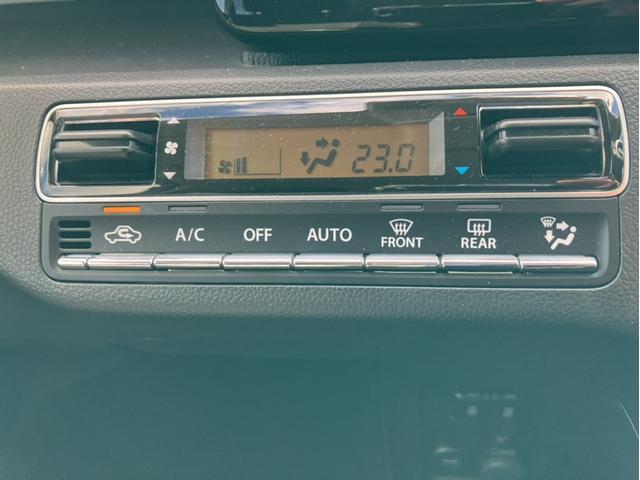 23.0
A/C OFF AUTO FRONT REAR